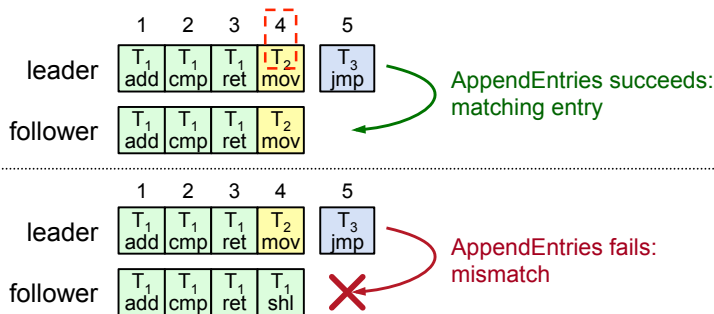 1 2 3 4 5
leader T₁ add T₁ cmp T₁ ret T₂ mov T₃ jmp
AppendEntries succeeds:
matching entry
follower T₁ add T₁ cmp T₁ ret T₂ mov
1 2 3 4 5
leader T₁ add T₁ cmp T₁ ret T₂ mov T₃ jmp
AppendEntries fails:
mismatch
follower T₁ add T₁ cmp T₁ ret T₁ shl